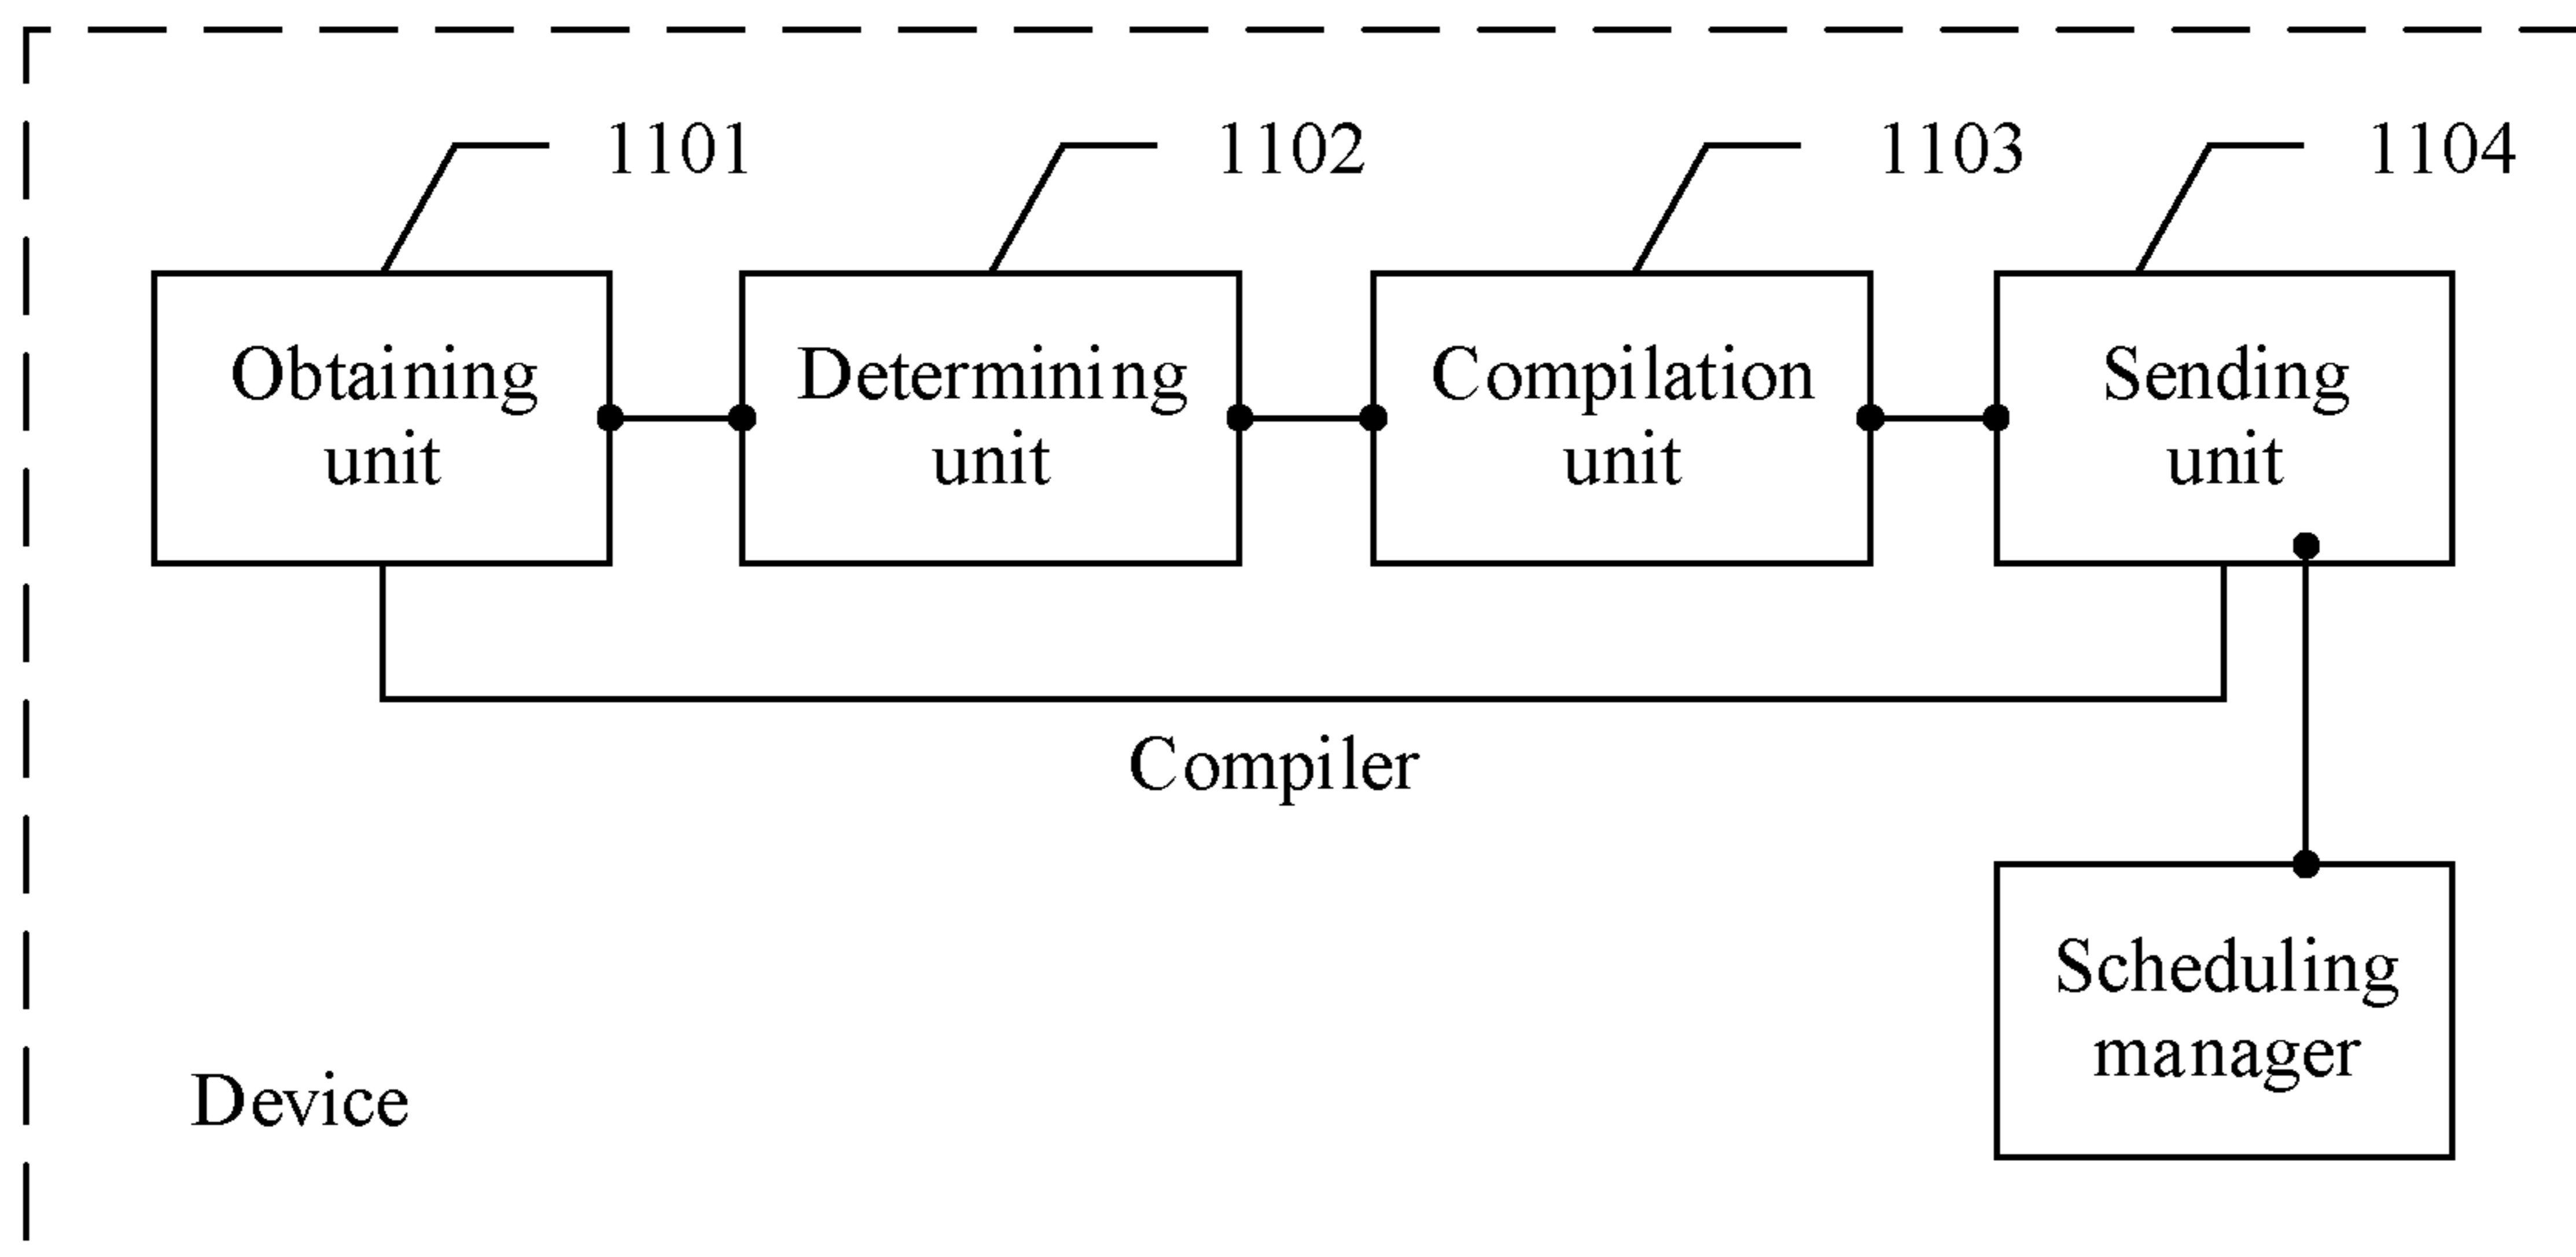 1101
1102
1103
1104
Obtaining
unit
Determining
unit
Compilation
unit
Sending
unit
Compiler
Scheduling
manager
Device